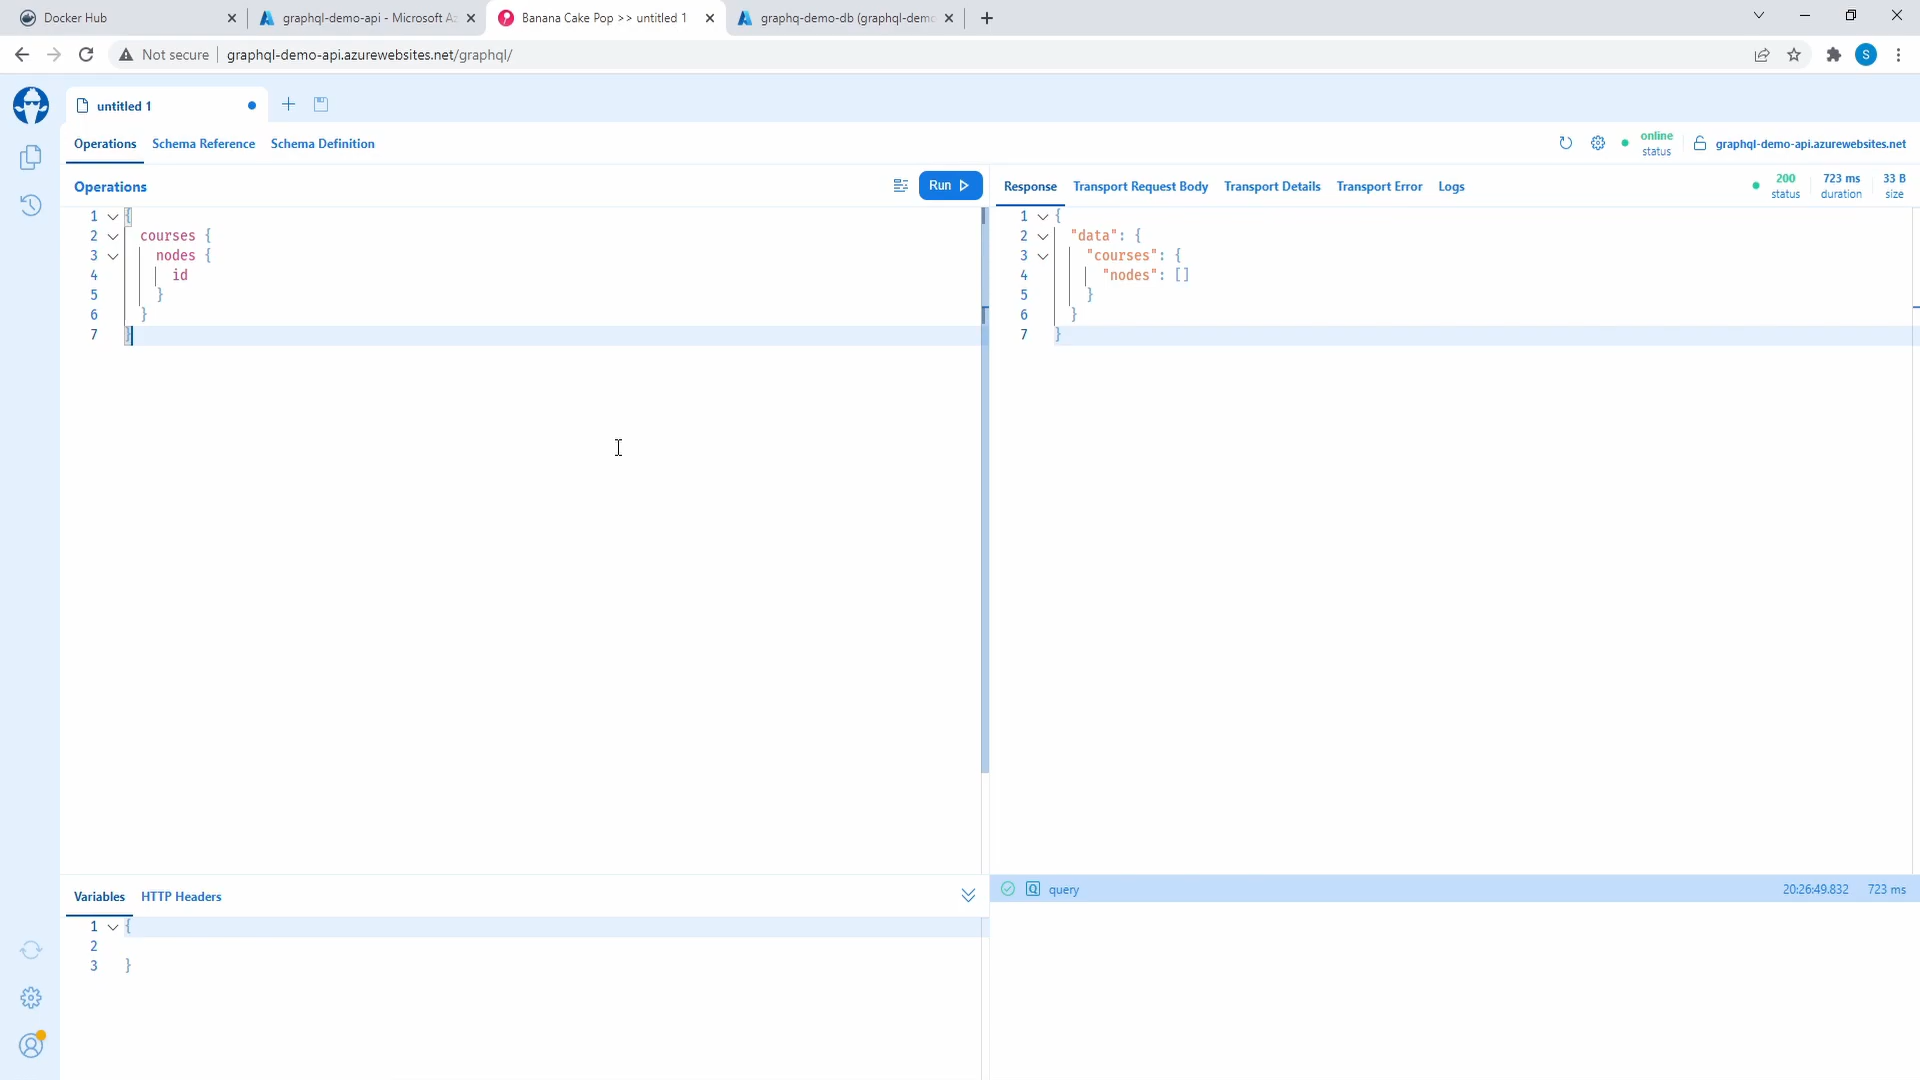 Docker Hub
graphql-demo-api - Microsoft Az
Banana Cake Pop >> untitled 1
graphq-demo-db (graphql-demo
Not secure
graphql-demo-api.azurewebsites.net/graphql/
S
untitled 1
Operations
Schema Reference
Schema Definition
online
status
graphql-demo-api.azurewebsites.net
Operations
Run
Response
Transport Request Body
Transport Details
Transport Error
Logs
200
status
723 ms
duration
33 B
size
1 {
2 courses {
3 nodes {
4 id
5 }
6 }
7 }
1 {
2 "data": {
3 "courses": {
4 "nodes": []
5 }
6 }
7 }
Variables
HTTP Headers
1 {
2
3 }
Q query
20:26:49.832
723 ms